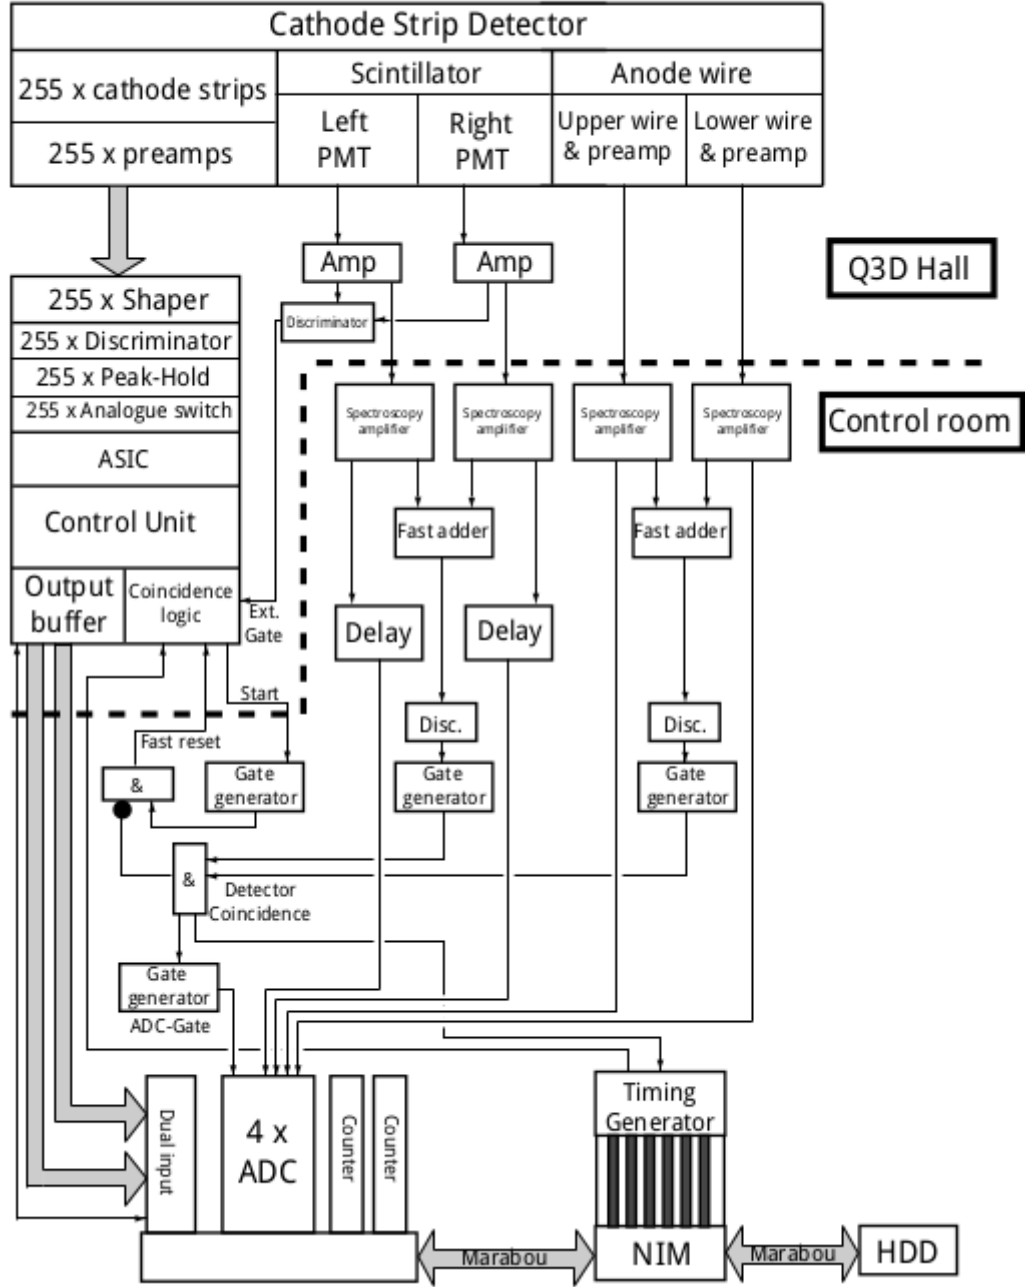 Cathode Strip Detector
255 x cathode strips
Scintillator
Anode wire
255 x preamps
Left
PMT
Right
PMT
Upper wire
& preamp
Lower wire
& preamp
Amp
Amp
Q3D Hall
Discriminator
255 x Shaper
255 x Discriminator
255 x Peak-Hold
255 x Analogue switch
ASIC
Control Unit
Output
buffer
Coincidence
logic
Control room
Spectroscopy
amplifier
Spectroscopy
amplifier
Spectroscopy
amplifier
Spectroscopy
amplifier
Fast adder
Fast adder
Ext.
Gate
Delay
Delay
Start
Disc.
Disc.
Fast reset
&
Gate
generator
Gate
generator
Gate
generator
&
Detector
Coincidence
Gate
generator
ADC-Gate
Dual input
4 x
ADC
Counter
Counter
Timing
Generator
Marabou
NIM
Marabou
HDD